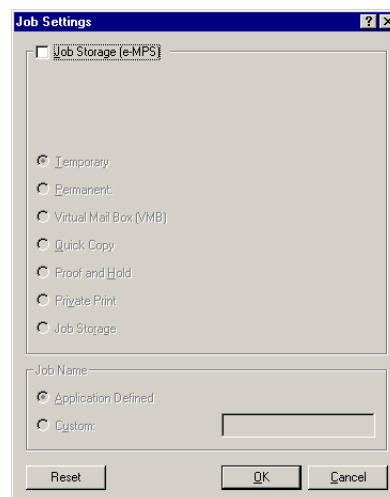 Job Settings
Job Storage (e-MPS)
Temporary
Permanent:
Virtual Mail Box (VMB)
Quick Copy
Proof and Hold
Private Print
Job Storage
Job Name
Application Defined
Custom:
Reset OK Cancel